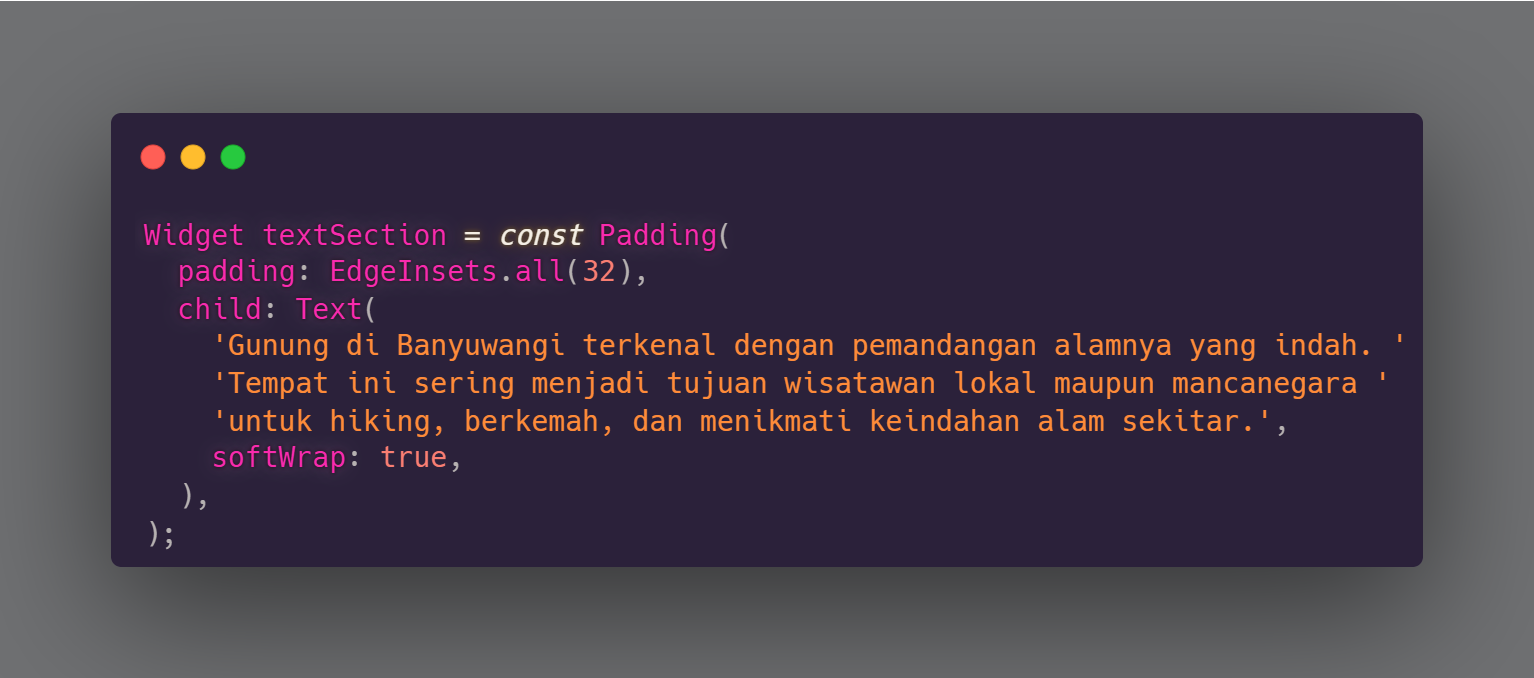 Widget textSection = const Padding(
  padding: EdgeInsets.all(32),
  child: Text(
    'Gunung di Banyuwangi terkenal dengan pemandangan alamnya yang indah. '
    'Tempat ini sering menjadi tujuan wisatawan lokal maupun mancanegara '
    'untuk hiking, berkemah, dan menikmati keindahan alam sekitar.',
    softWrap: true,
  ),
);